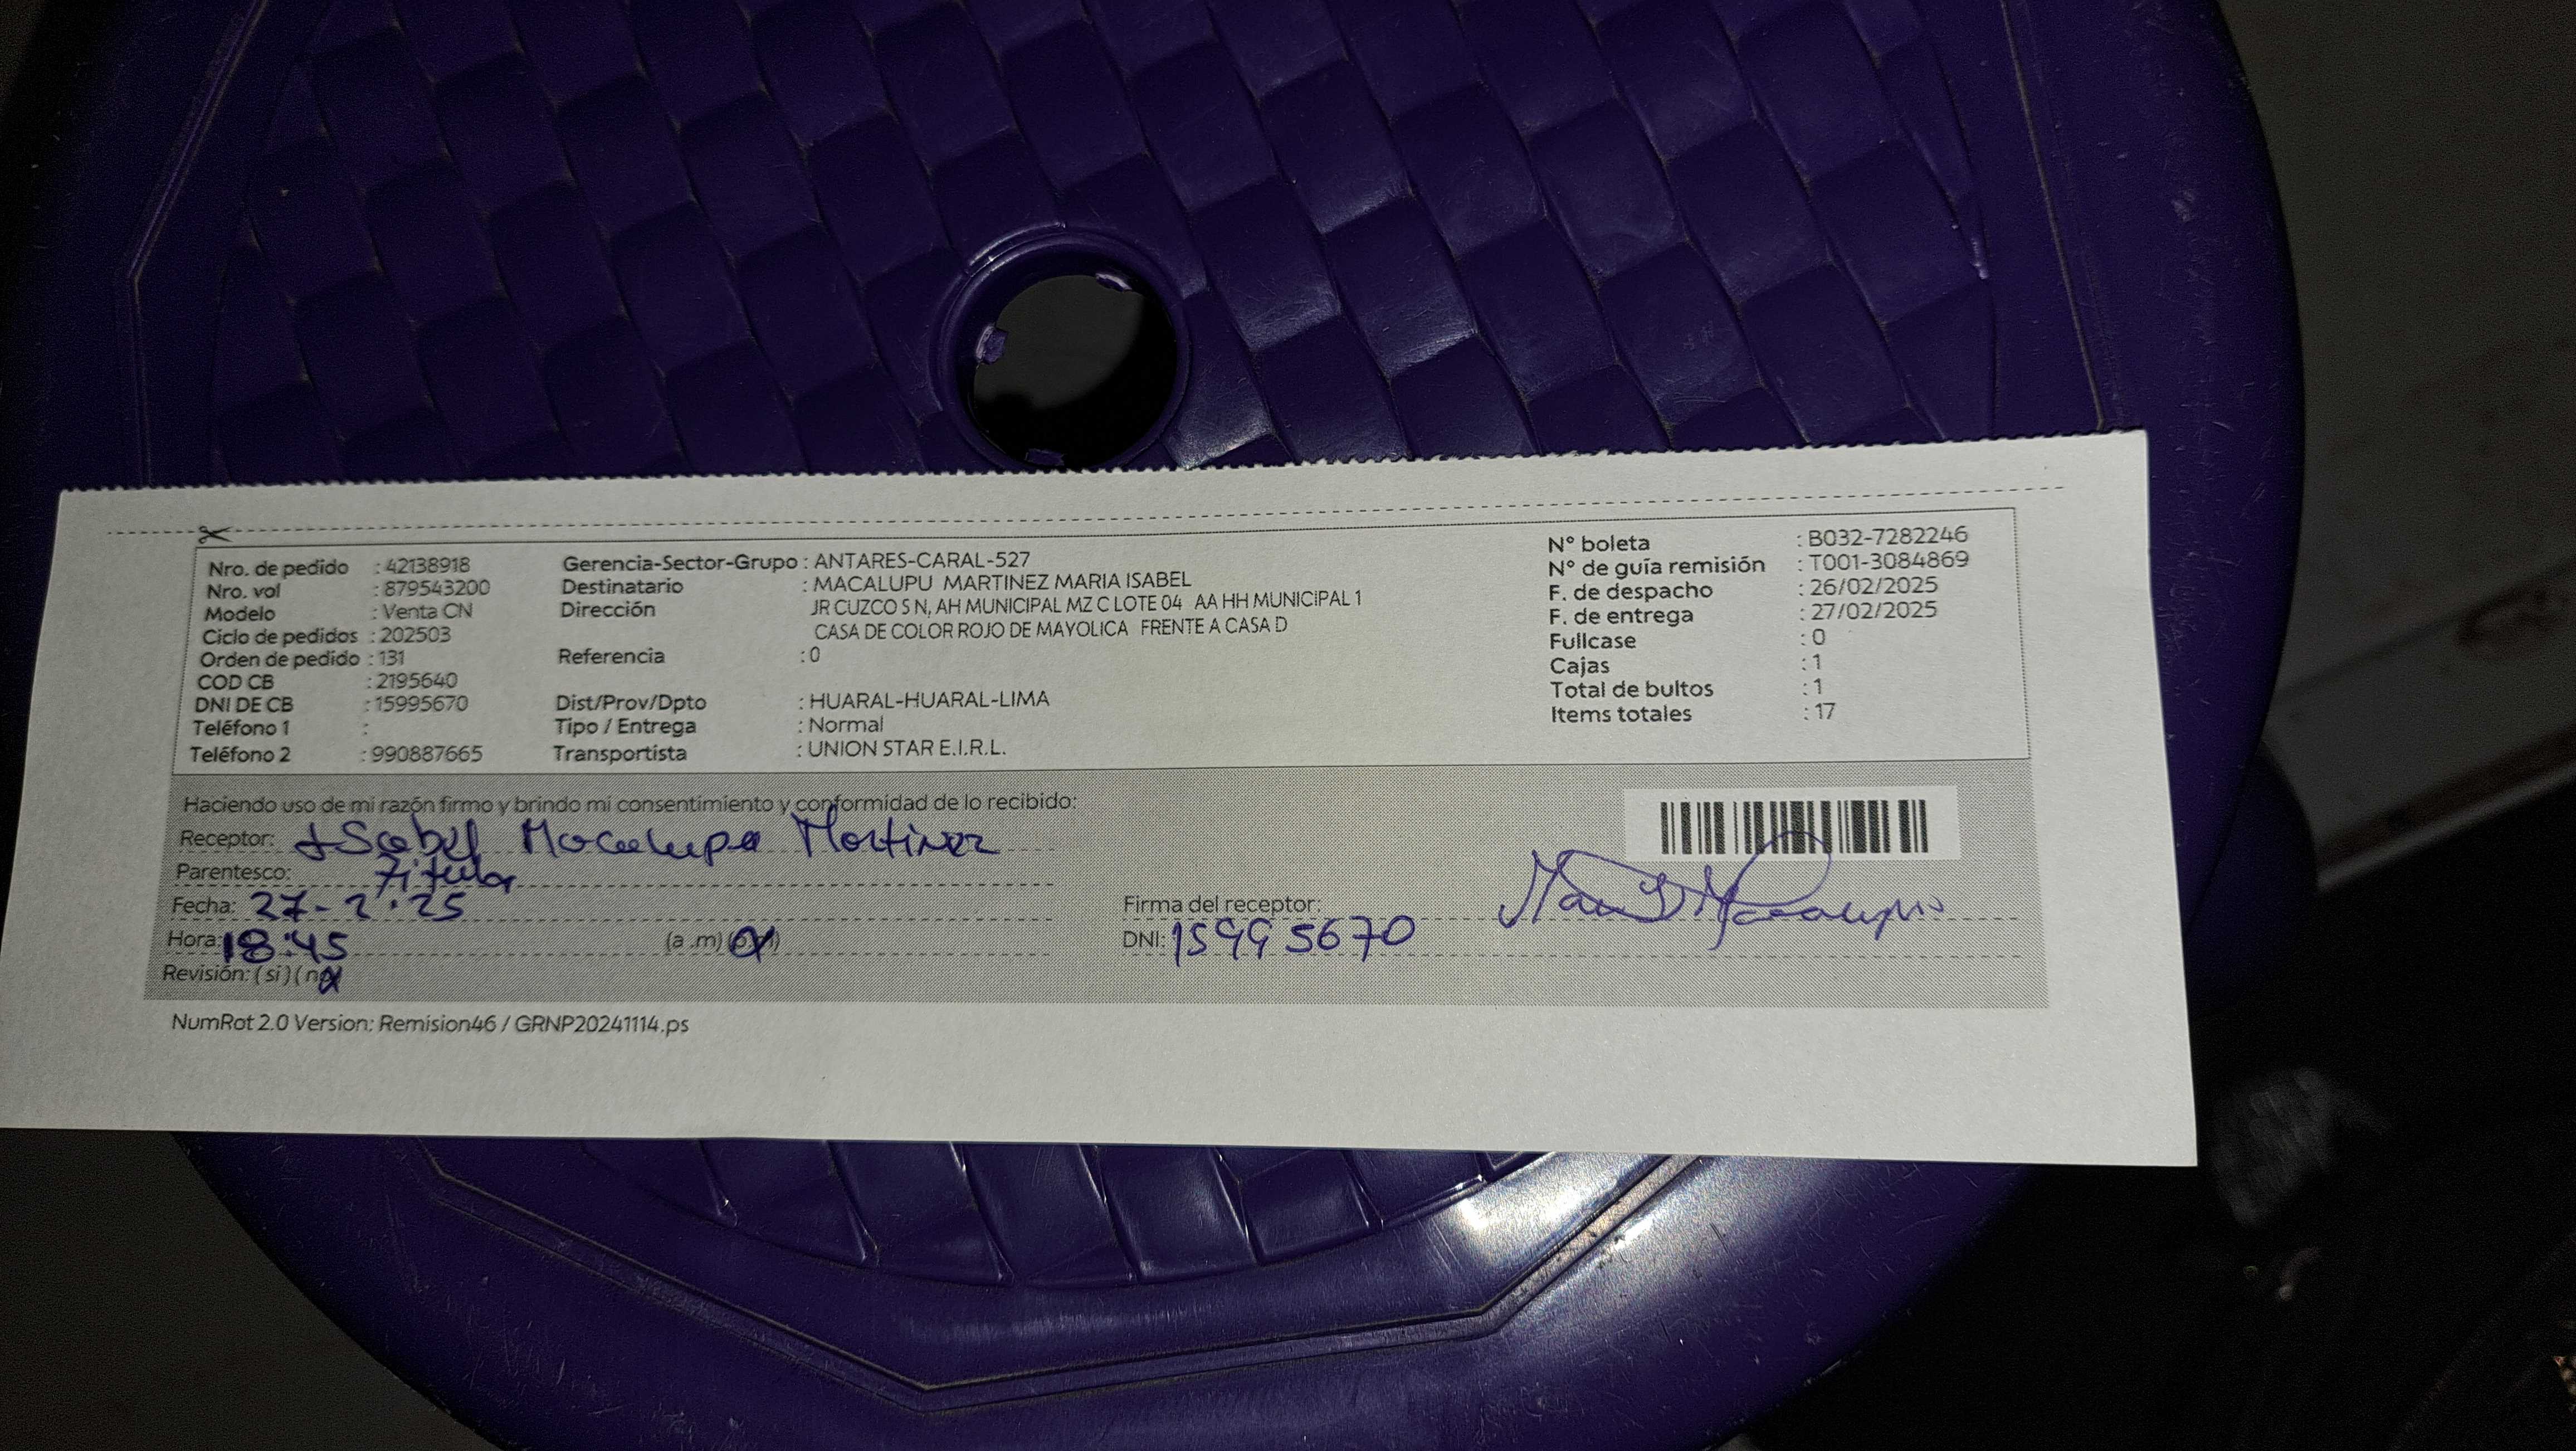 Nro. de pedido : 42138918
Nro. vol : 879543200
Modelo : Venta CN
Ciclo de pedidos : 202503
Orden de pedido : 131
COD CB : 2195640
DNI DE CB : 15995670
Teléfono 1 :
Teléfono 2 : 990887665
Gerencia-Sector-Grupo : ANTARES-CARAL-527
Destinatario : MACALUPU MARTINEZ MARIA ISABEL
Dirección JR CUZCO S N, AH MUNICIPAL MZ C LOTE 04 AA HH MUNICIPAL 1
CASA DE COLOR ROJO DE MAYOLICA FRENTE A CASA D
Referencia : 0
Dist/Prov/Dpto : HUARAL-HUARAL-LIMA
Tipo / Entrega : Normal
Transportista : UNION STAR E.I.R.L.
N° boleta : B032-7282246
N° de guía remisión : T001-3084869
F. de despacho : 26/02/2025
F. de entrega : 27/02/2025
Fullcase : 0
Cajas : 1
Total de bultos : 1
Items totales : 17
Haciendo uso de mi razón firmo y brindo mi consentimiento y conformidad de lo recibido:
Receptor: Isabel Macalupu Martinez
Parentesco: Titular
Fecha: 27-2-25
Hora: 18:45 (a .m) (p.m)
Revisión: (si) (no)
Firma del receptor:
DNI: 15995670
NumRot 2.0 Version: Remision46 / GRNP20241114.ps